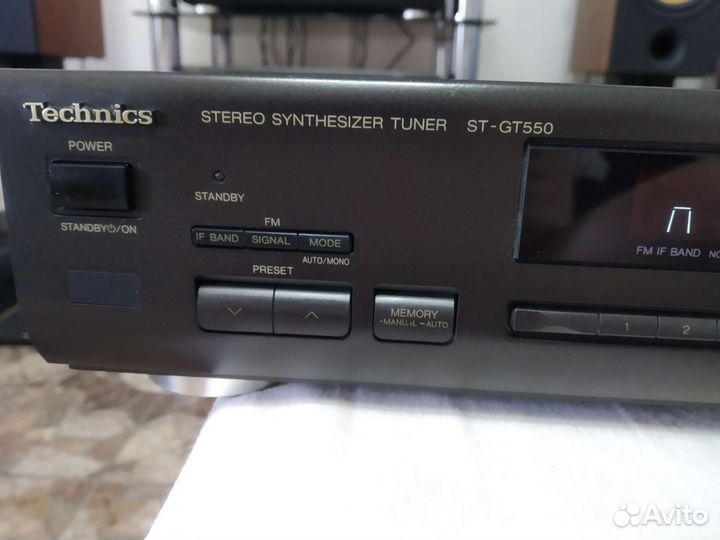 Technics
STEREO SYNTHESIZER TUNER ST-GT550
POWER
STANDBY⏻/ON
STANDBY
FM
IF BAND SIGNAL MODE
AUTO/MONO
PRESET
MEMORY
-MANUAL -AUTO
FM IF BAND NO
1 2
Avito